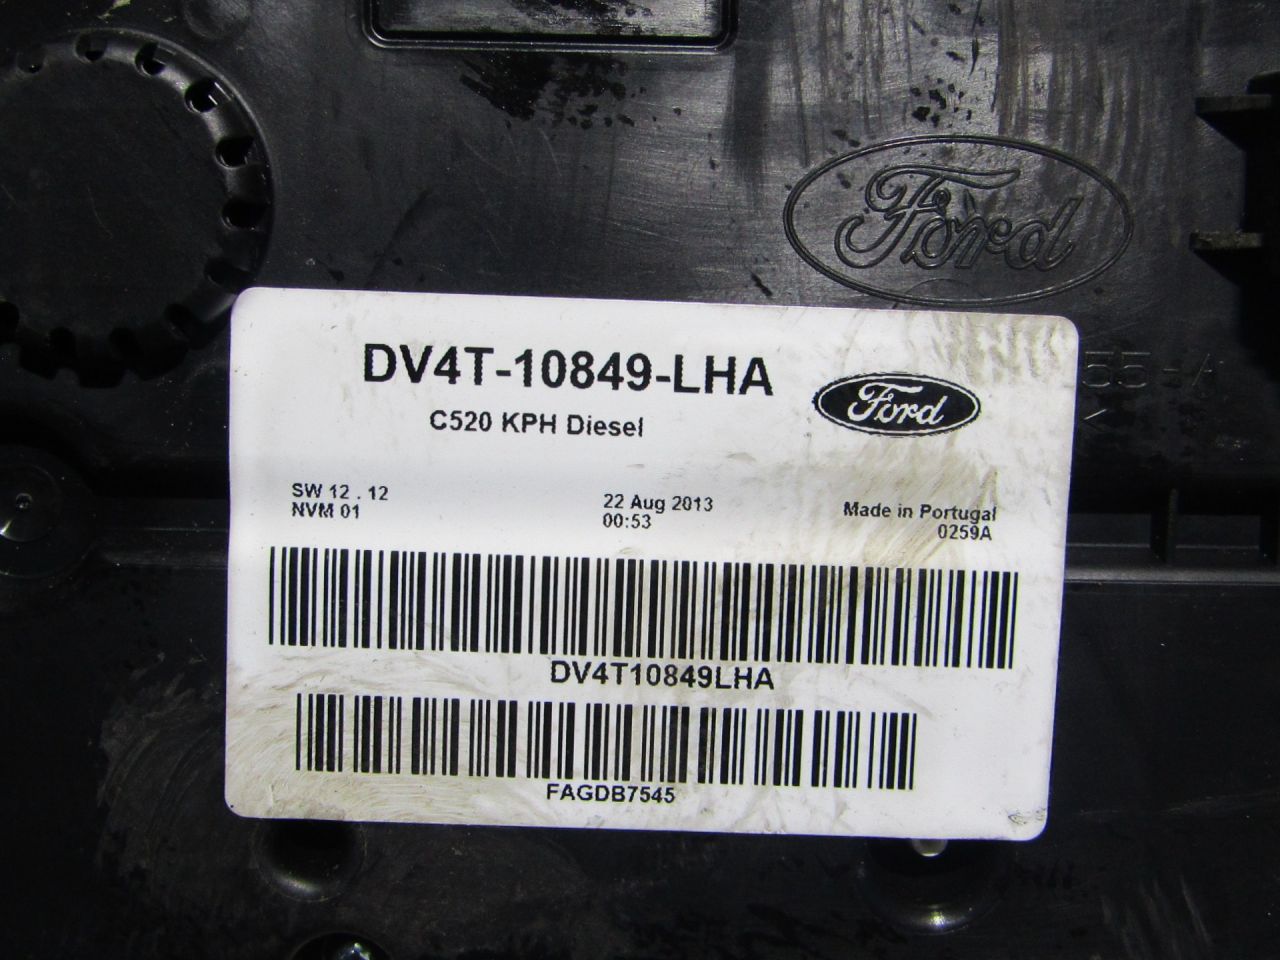 Ford
DV4T-10849-LHA
Ford
C520 KPH Diesel
SW 12 . 12
NVM 01
22 Aug 2013
00:53
Made in Portugal
0259A
DV4T10849LHA
FAGDB7545